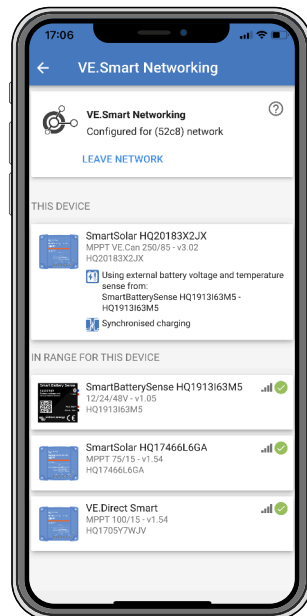 17:06
VE.Smart Networking
VE.Smart Networking
Configured for (52c8) network
LEAVE NETWORK
THIS DEVICE
SmartSolar HQ20183X2JX
MPPT VE.Can 250/85 - v3.02
HQ20183X2JX
Using external battery voltage and temperature
sense from:
SmartBatterySense HQ1913I63M5 -
HQ1913I63M5
Synchronised charging
IN RANGE FOR THIS DEVICE
Smart Battery Sense
SmartBatterySense HQ1913I63M5
12/24/48V - v1.05
HQ1913I63M5
SmartSolar HQ17466L6GA
MPPT 75/15 - v1.54
HQ17466L6GA
VE.Direct Smart
MPPT 100/15 - v1.54
HQ1705Y7WJV